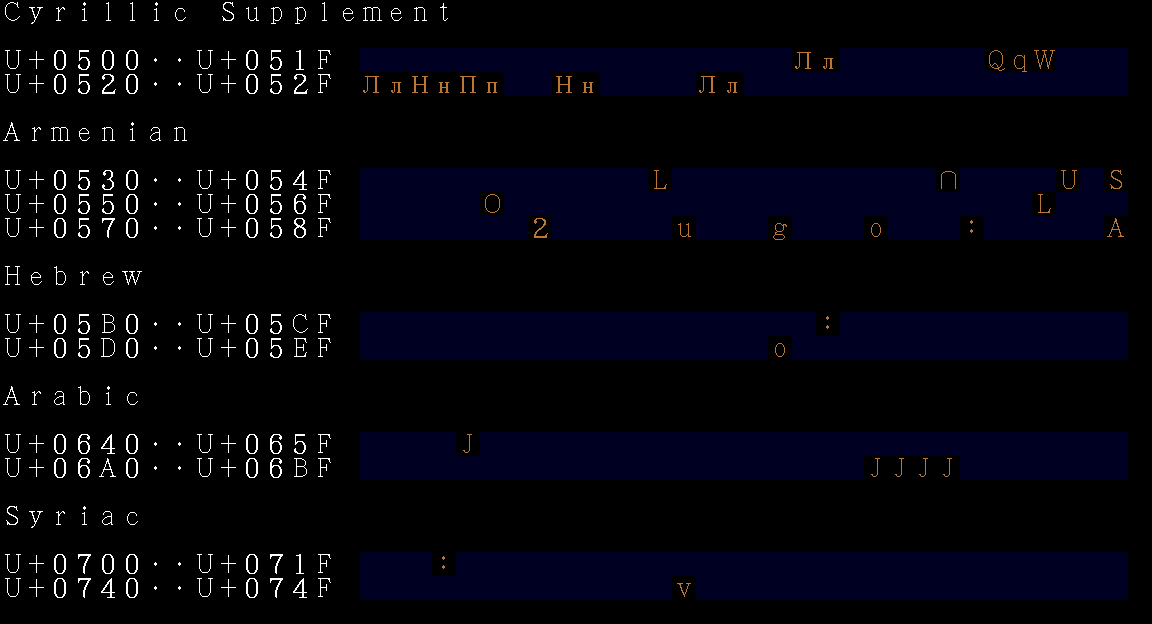 Cyrillic Supplement
U+0500··U+051F Лл QqW
U+0520··U+052F ЛлНнПп Нн Лл
Armenian
U+0530··U+054F L ∩ U S
U+0550··U+056F O L
U+0570··U+058F 2 u g o : A
Hebrew
U+05B0··U+05CF :
U+05D0··U+05EF o
Arabic
U+0640··U+065F J
U+06A0··U+06BF JJJJ
Syriac
U+0700··U+071F :
U+0740··U+074F v